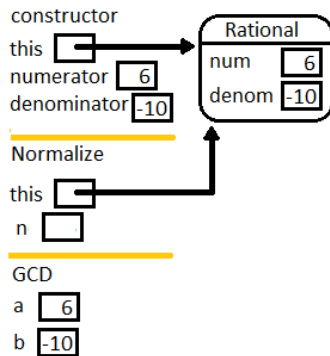 constructor
this
numerator 6
denominator -10
Rational
num 6
denom -10
Normalize
this
n
GCD
a 6
b -10